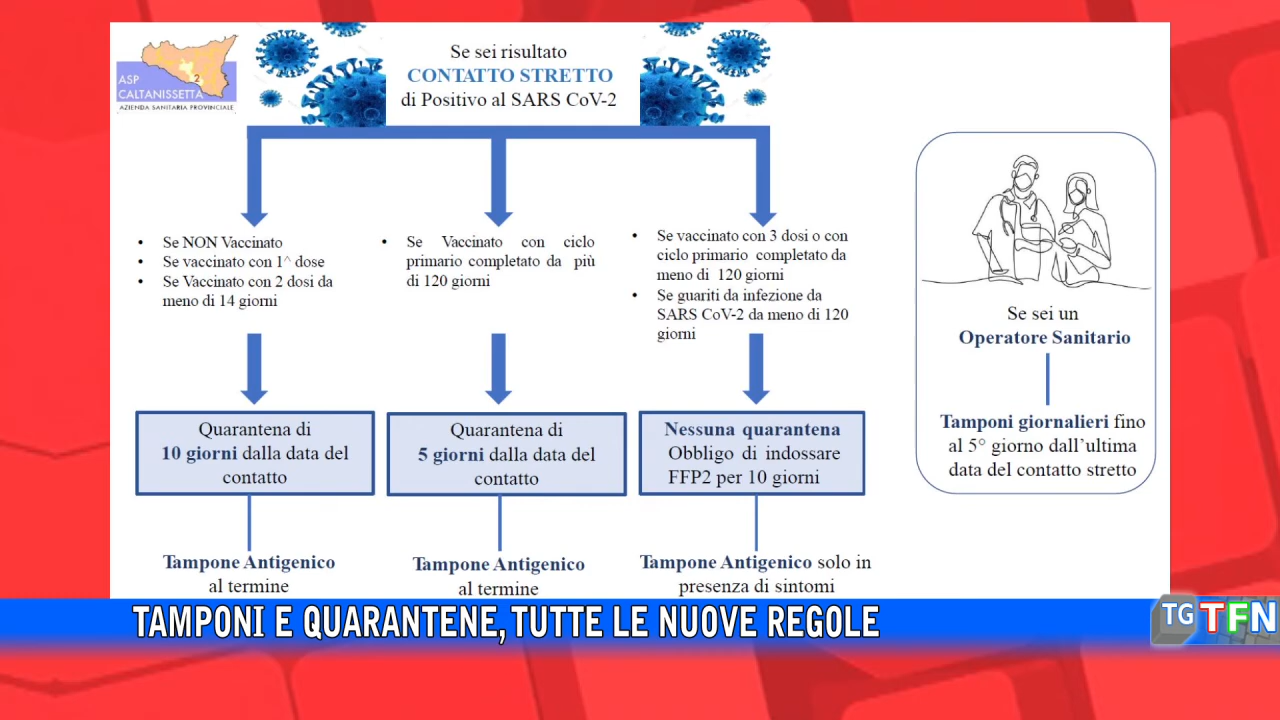 ASP
2
CALTANISSETTA
AZIENDA SANITARIA PROVINCIALE
Se sei risultato
CONTATTO STRETTO
di Positivo al SARS CoV-2
• Se NON Vaccinato
• Se vaccinato con 1^ dose
• Se Vaccinato con 2 dosi da
meno di 14 giorni
Quarantena di
10 giorni dalla data del
contatto
Tampone Antigenico
al termine
• Se Vaccinato con ciclo
primario completato da più
di 120 giorni
Quarantena di
5 giorni dalla data del
contatto
Tampone Antigenico
al termine
• Se vaccinato con 3 dosi o con
ciclo primario completato da
meno di 120 giorni
• Se guariti da infezione da
SARS CoV-2 da meno di 120
giorni
Nessuna quarantena
Obbligo di indossare
FFP2 per 10 giorni
Tampone Antigenico solo in
presenza di sintomi
Se sei un
Operatore Sanitario
Tamponi giornalieri fino
al 5° giorno dall’ultima
data del contatto stretto
TAMPONI E QUARANTENE, TUTTE LE NUOVE REGOLE
TG TFN